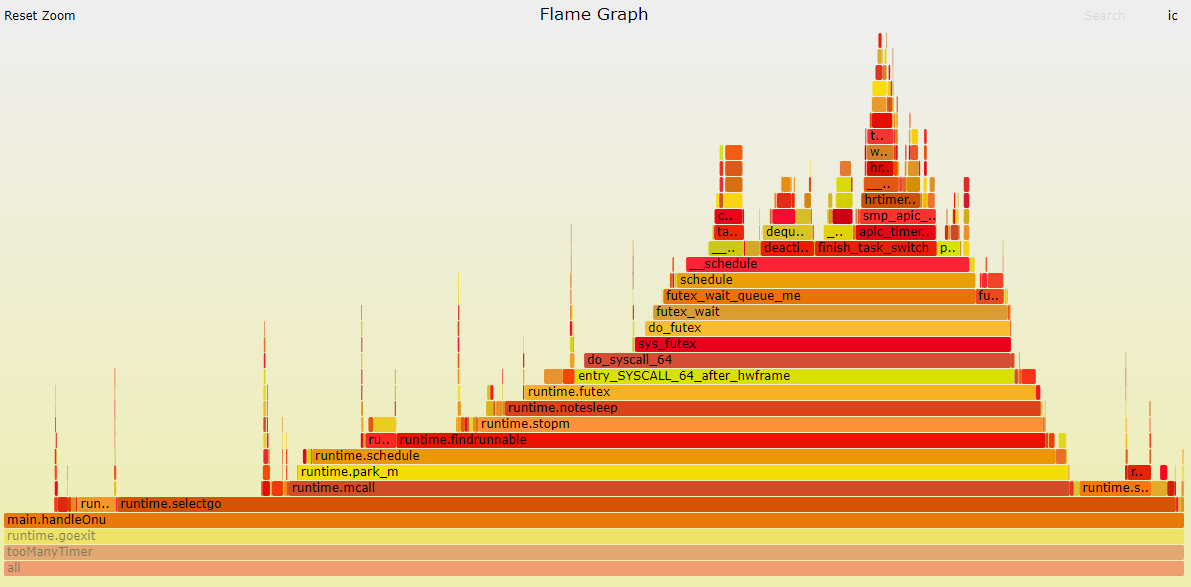 Reset Zoom Flame Graph Search ic
t..
w..
hr..
__..
hrtimer..
c.. smp_apic_..
ta.. dequ.. _.. apic_timer..
__.. deacti.. finish_task_switch p..
__schedule
schedule
futex_wait_queue_me fu..
futex_wait
do_futex
sys_futex
do_syscall_64
entry_SYSCALL_64_after_hwframe
runtime.futex
runtime.notesleep
runtime.stopm
ru.. runtime.findrunnable
runtime.schedule
runtime.park_m r..
runtime.mcall runtime.s..
run.. runtime.selectgo
main.handleOnu
runtime.goexit
tooManyTimer
all